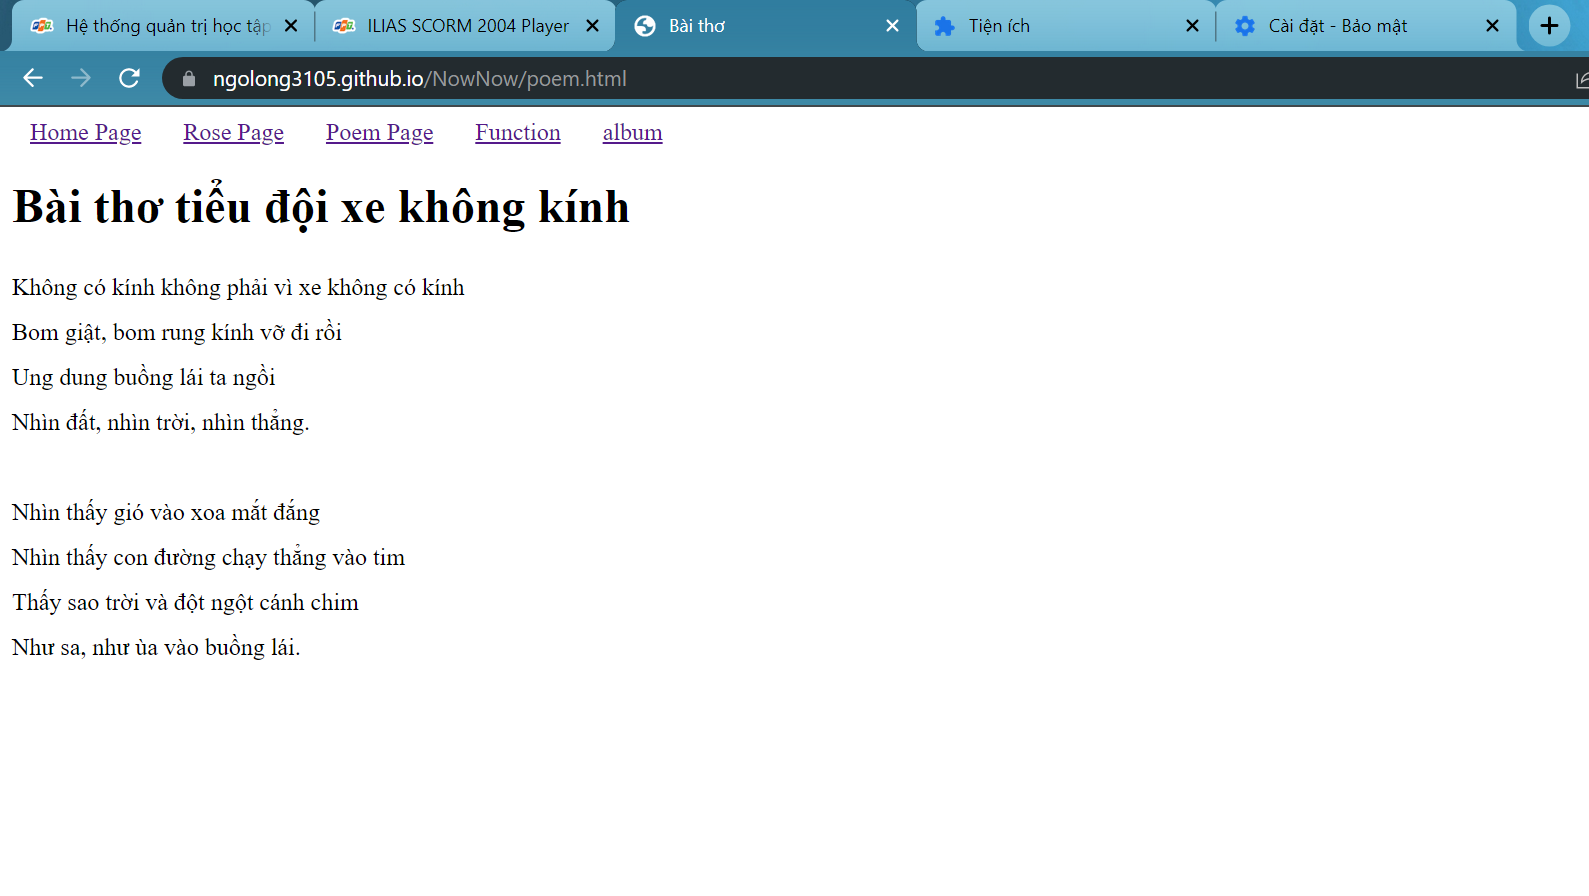 Hệ thống quản trị học tập
ILIAS SCORM 2004 Player
Bài thơ
Tiện ích
Cài đặt - Bảo mật
ngolong3105.github.io/NowNow/poem.html
Home Page Rose Page Poem Page Function album
Bài thơ tiểu đội xe không kính
Không có kính không phải vì xe không có kính
Bom giật, bom rung kính vỡ đi rồi
Ung dung buồng lái ta ngồi
Nhìn đất, nhìn trời, nhìn thẳng.
Nhìn thấy gió vào xoa mắt đắng
Nhìn thấy con đường chạy thẳng vào tim
Thấy sao trời và đột ngột cánh chim
Như sa, như ùa vào buồng lái.